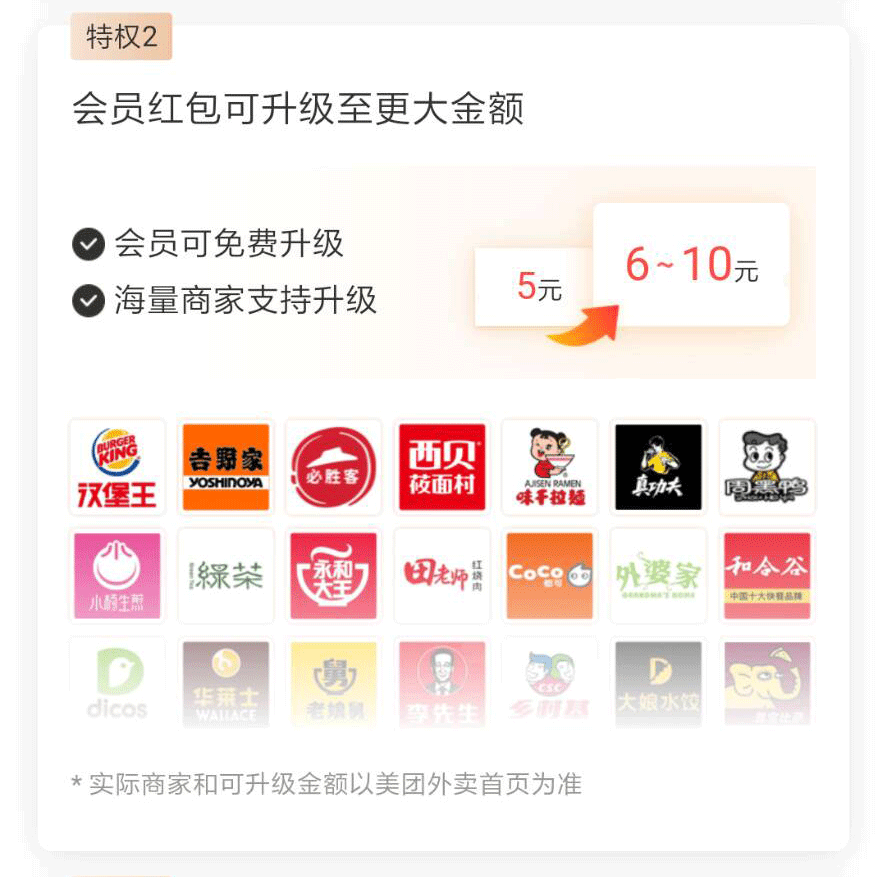 特权2
会员红包可升级至更大金额
会员可免费升级
海量商家支持升级
5元
6~10元
BURGER KING
汉堡王
吉野家
YOSHINOYA
必胜客
西贝
莜面村
AJISEN RAMEN
味千拉麺
真功夫
周黑鸭
小杨生煎
Green Tea
绿茶
永和
大王
田老师
红烧肉
CoCo
都可
外婆家
GRANDMA'S HOME
和合谷
中国十大快餐品牌
dicos
华莱士
WALLACE
舅
老娘舅
李先生
CSC
乡村基
大娘水饺
* 实际商家和可升级金额以美团外卖首页为准